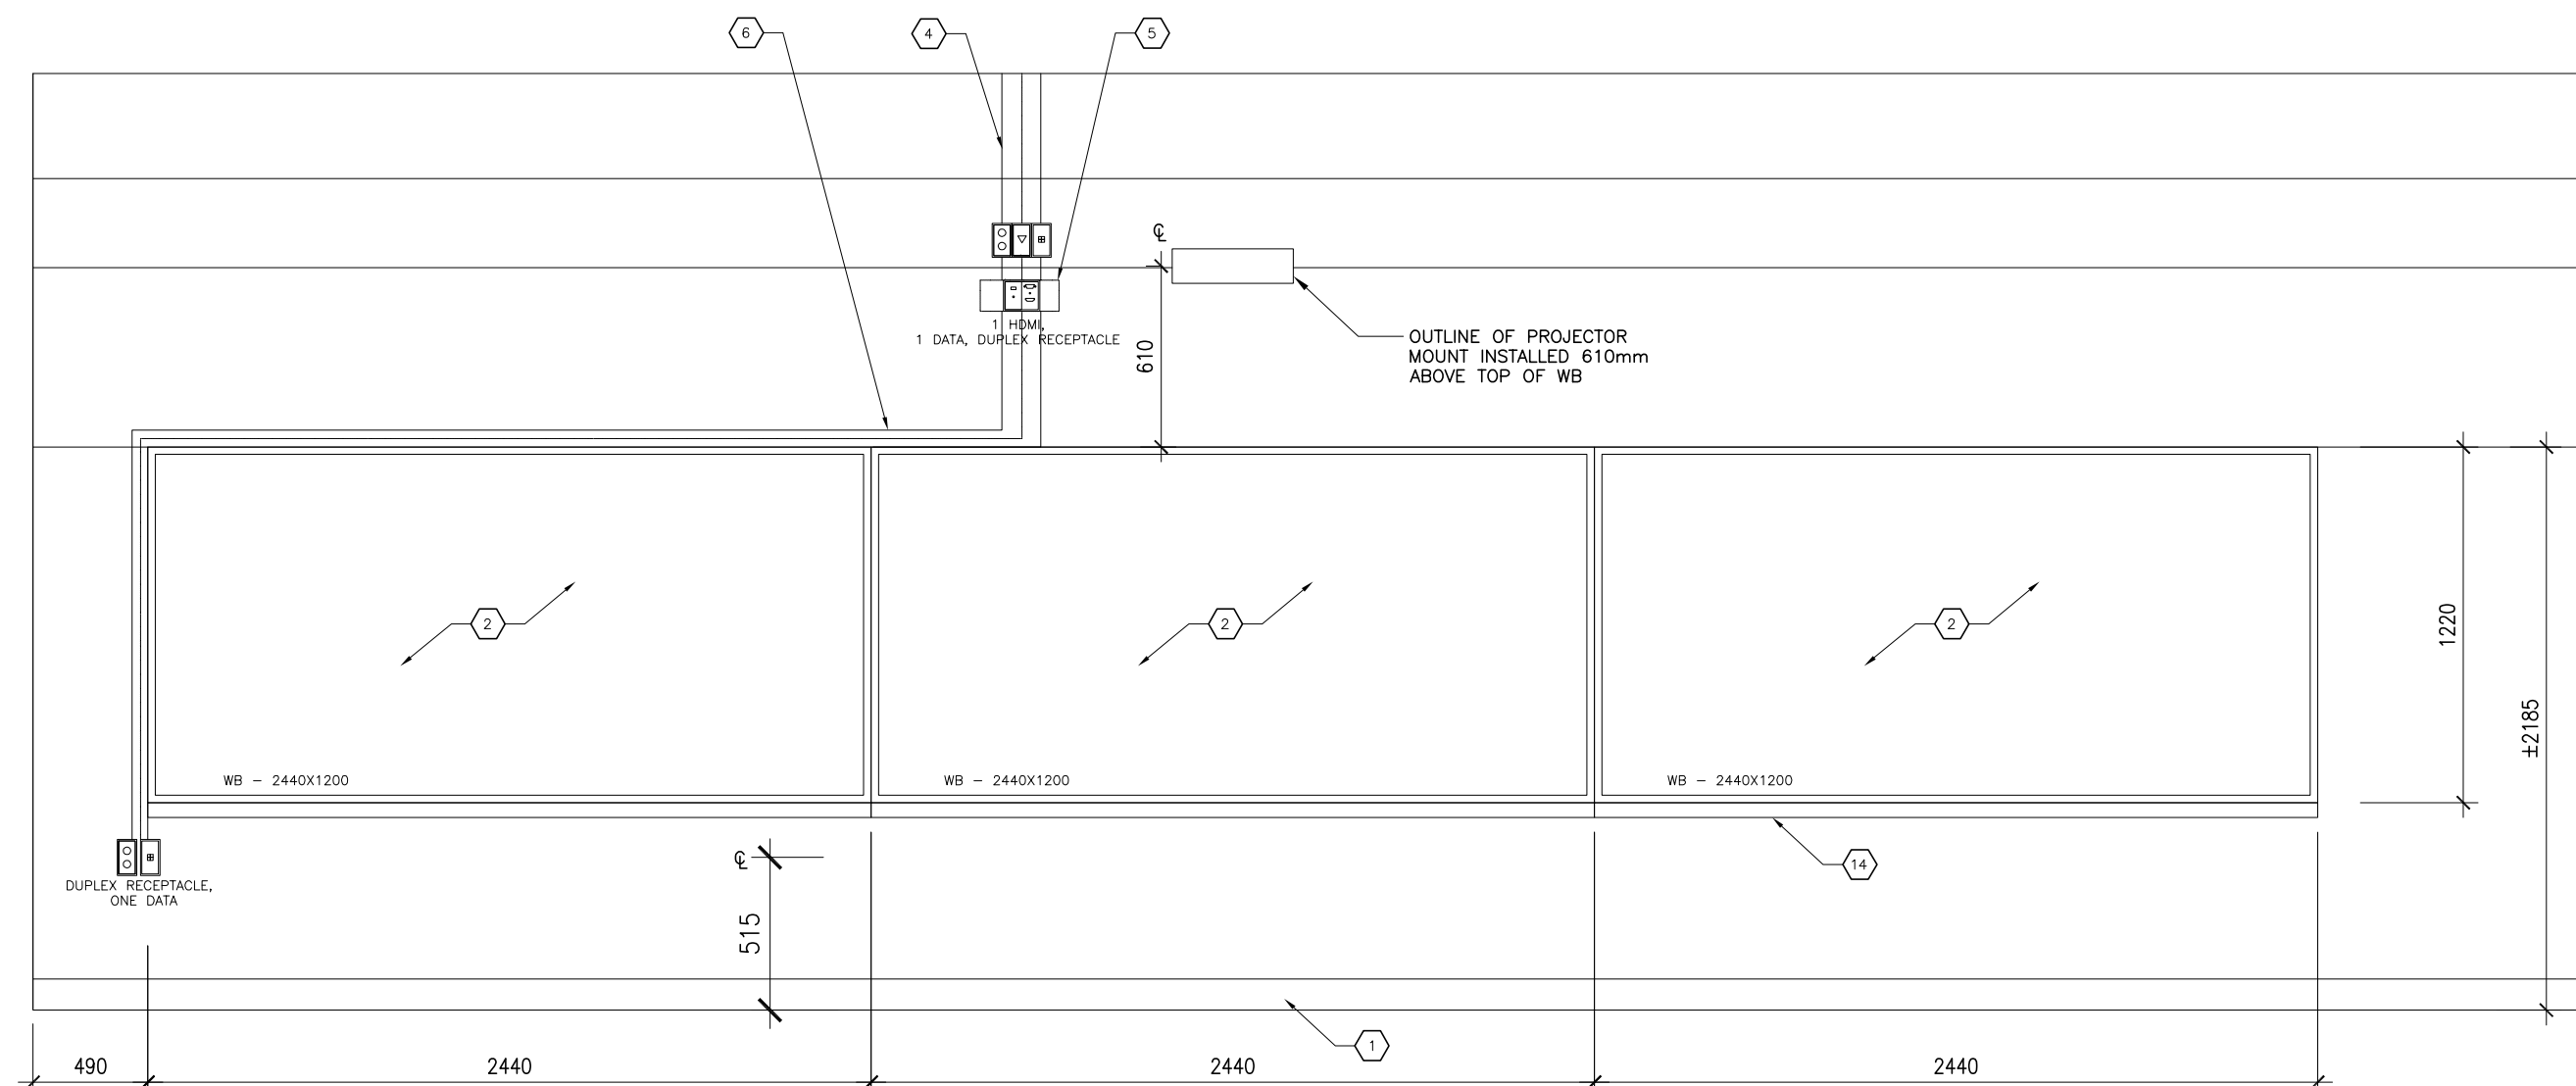 6
4
5
℄
1 HDMI,
1 DATA, DUPLEX RECEPTACLE
610
OUTLINE OF PROJECTOR
MOUNT INSTALLED 610mm
ABOVE TOP OF WB
2
2
2
1220
±2185
WB - 2440X1200
WB - 2440X1200
WB - 2440X1200
℄
14
DUPLEX RECEPTACLE,
ONE DATA
515
1
490
2440
2440
2440